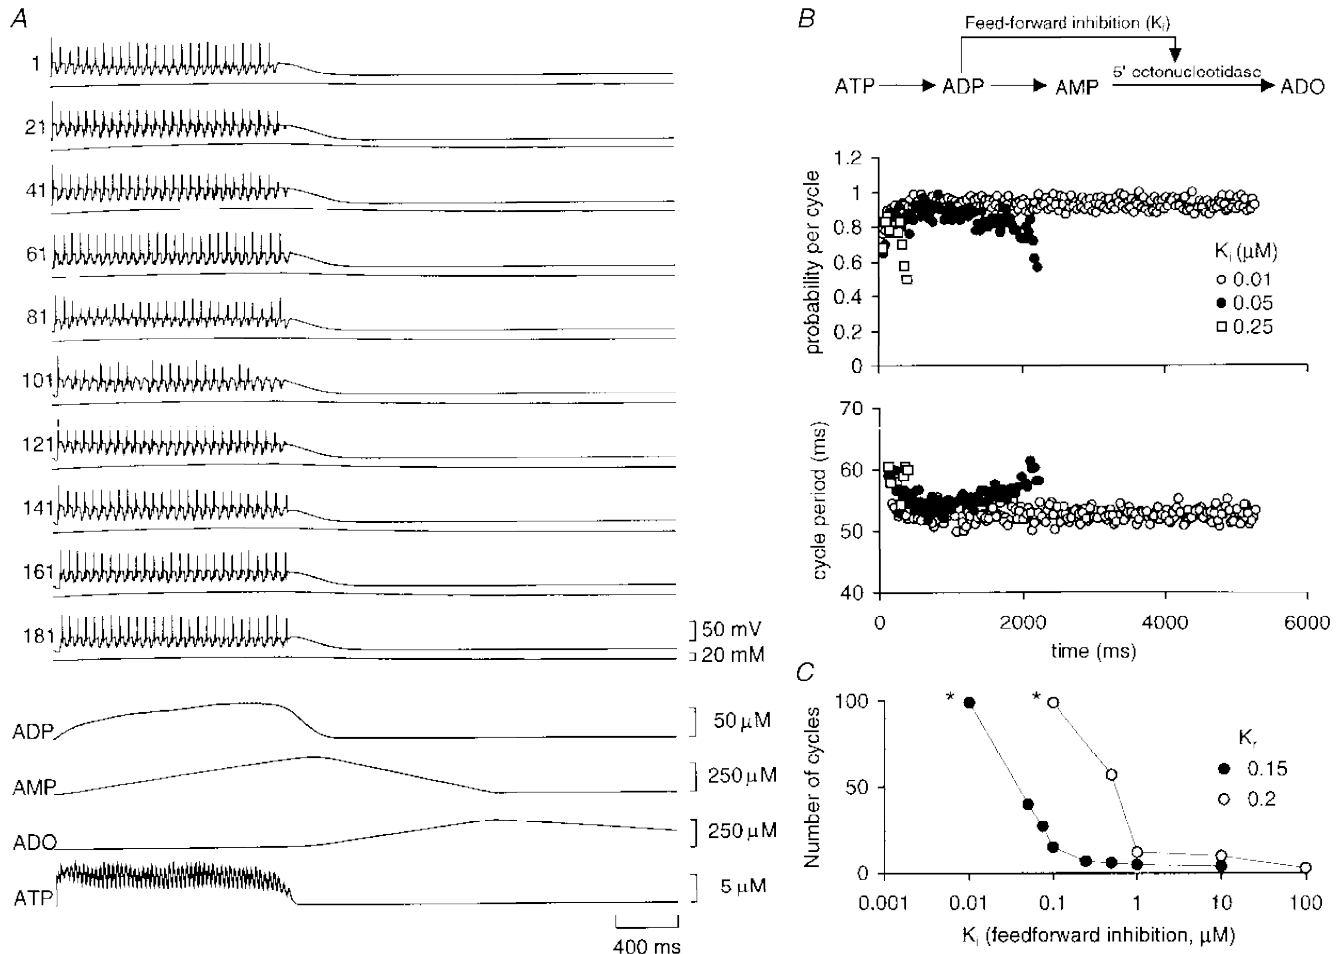 A
1
21
41
61
81
101
121
141
161
181
50 mV
20 mM
ADP
50 μM
AMP
250 μM
ADO
250 μM
ATP
5 μM
400 ms
B
Feed-forward inhibition (Ki)
ATP
ADP
AMP
5' ectonucleotidase
ADO
probability per cycle
1.2
1
0.8
0.6
0.4
0.2
0
Ki (μM)
0.01
0.05
0.25
cycle period (ms)
70
60
50
40
0
2000
4000
6000
time (ms)
C
Number of cycles
100
50
0
*
*
Kr
0.15
0.2
0.001
0.01
0.1
1
10
100
Ki (feedforward inhibition, μM)